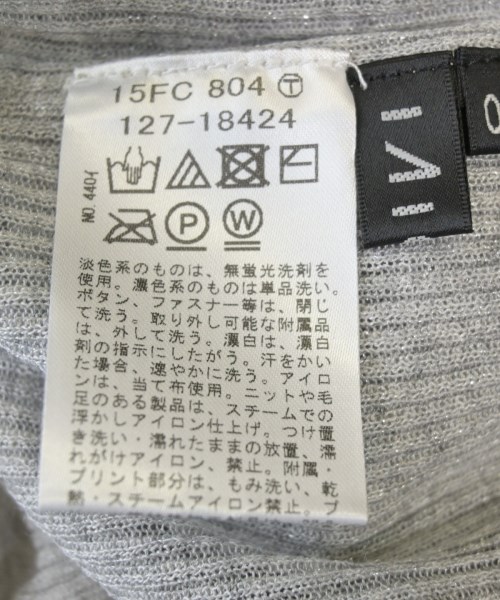 15FC 804 Ⓣ
127-18424
NO. 440-イ
P
W
淡色系のものは、無蛍光洗剤を
使用。濃色系のものは単品洗い。
ボタン、ファスナー等は、閉じ
て洗う。取り外し可能な附属品
は、外して洗う。漂白は、漂白
剤の指示にしたがう。汗をかい
た場合、速やかに洗う。アイロ
ンは、当て布使用。ニットや毛
足のある製品は、スチームでの
浮かしアイロン仕上げ。つけ置
き洗い・濡れたままの放置、濡
れがけアイロン、禁止。附属・
プリント部分は、もみ洗い、乾
熱・スチームアイロン禁止。プ